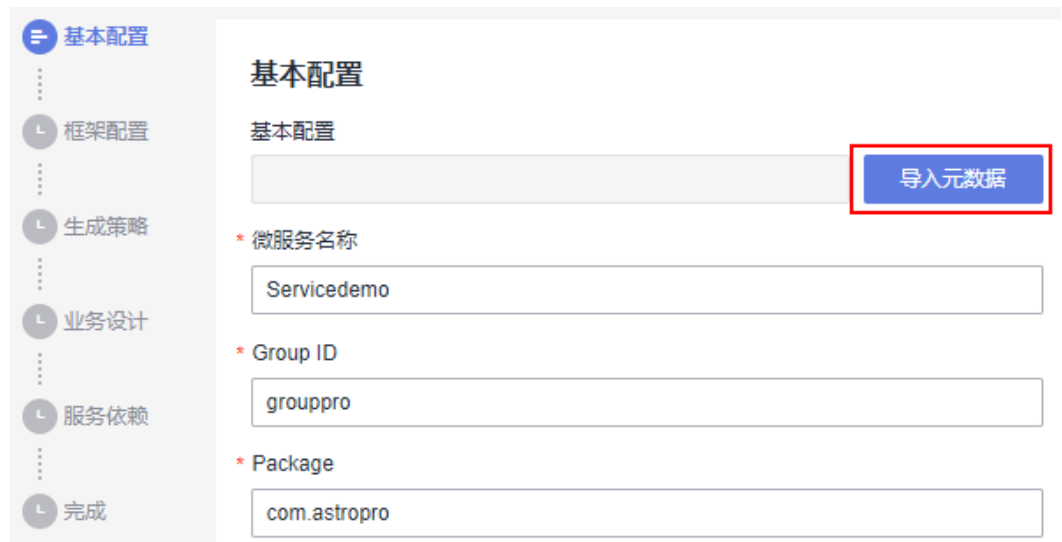 基本配置
框架配置
生成策略
业务设计
服务依赖
完成
基本配置
基本配置
导入元数据
* 微服务名称
Servicedemo
* Group ID
grouppro
* Package
com.astropro